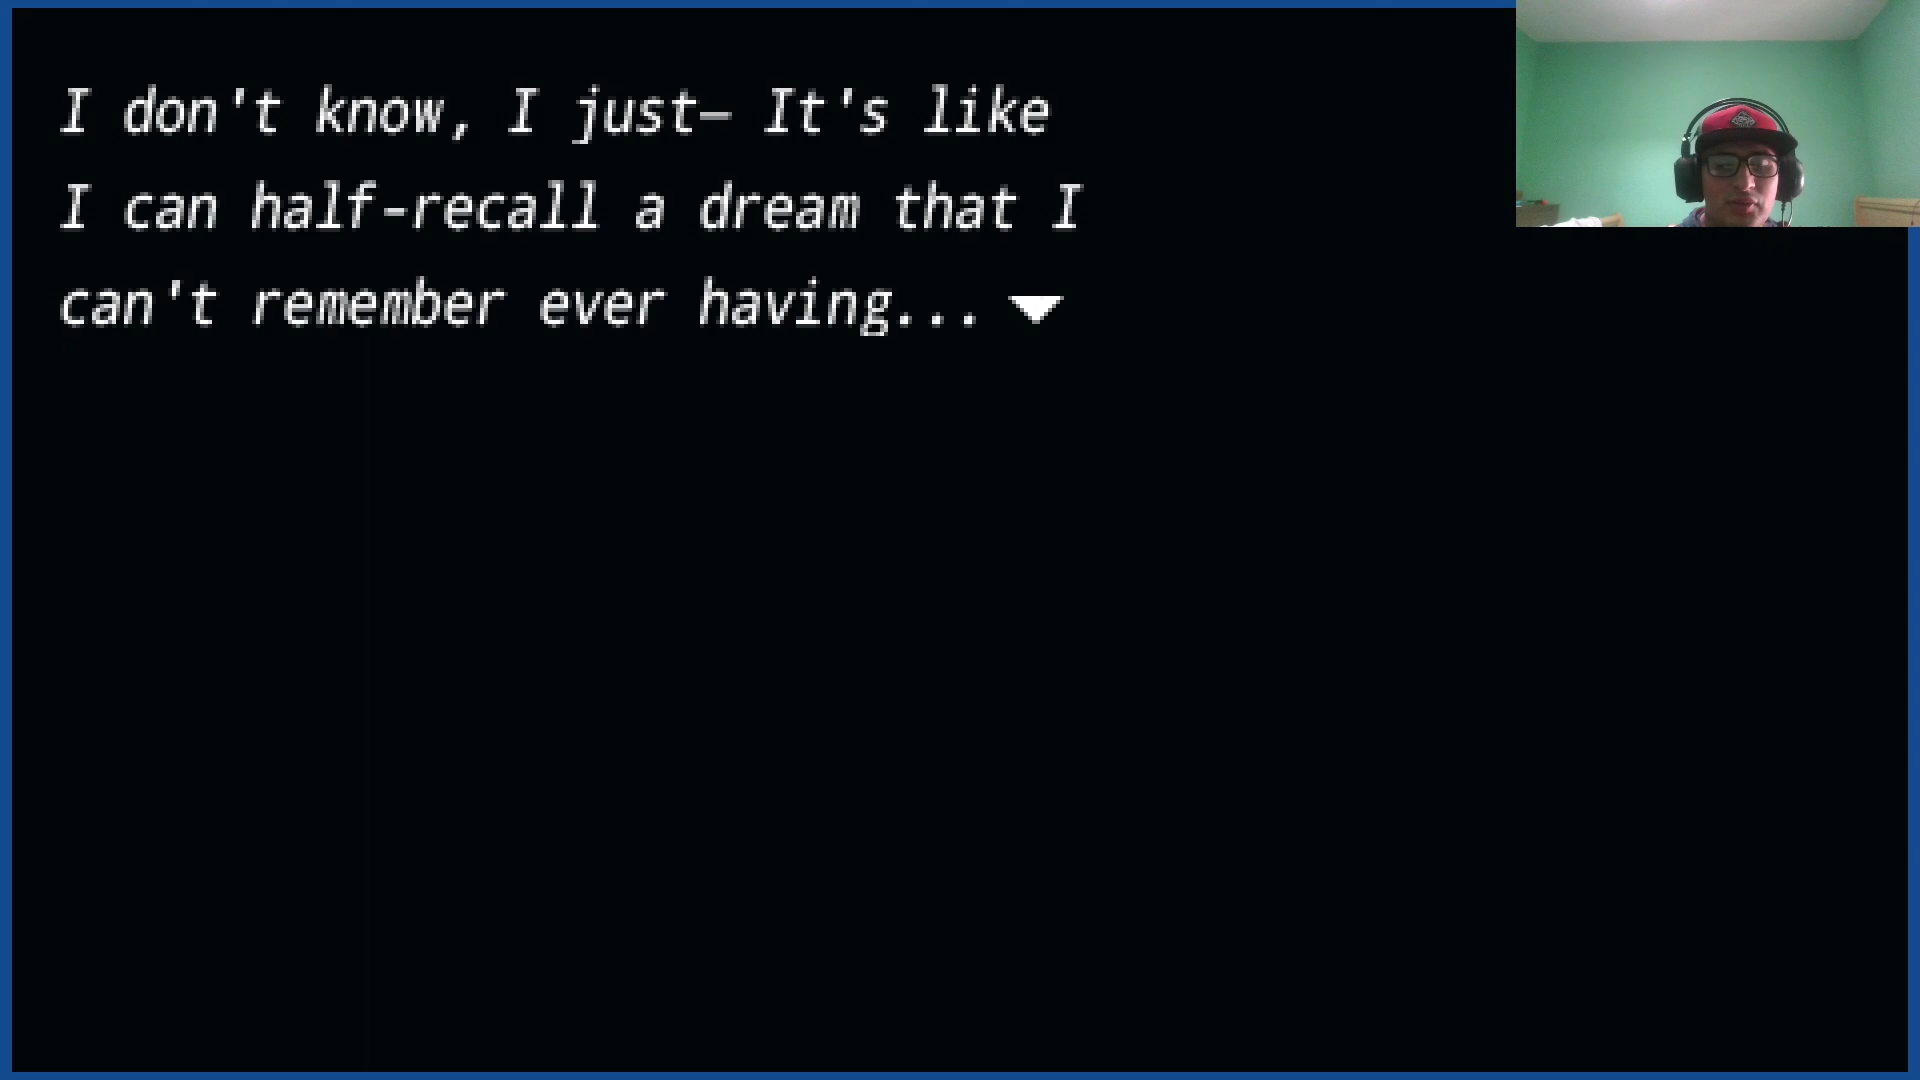 I don't know, I just— It's like
I can half-recall a dream that I
can't remember ever having...